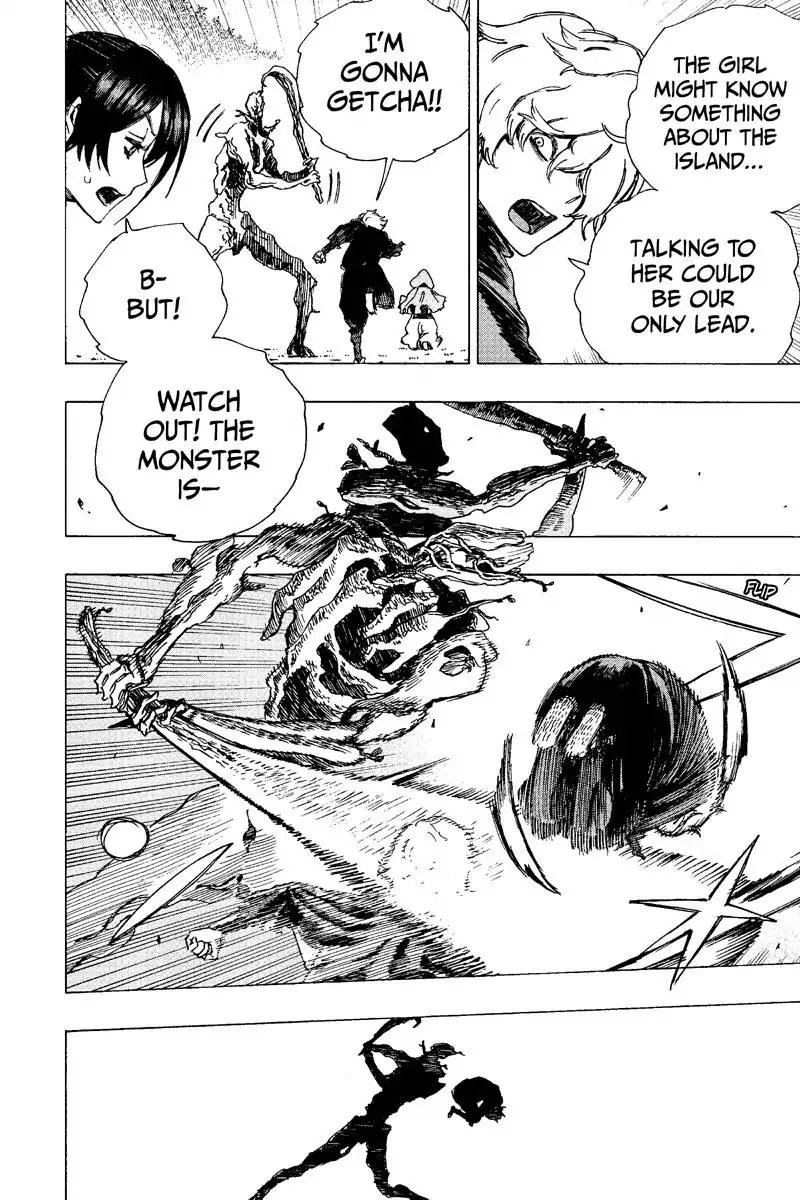 THE GIRL
MIGHT KNOW
SOMETHING
ABOUT THE
ISLAND...
TALKING TO
HER COULD
BE OUR
ONLY LEAD.
I'M
GONNA
GETCHA!!
B-
BUT!
WATCH
OUT! THE
MONSTER
IS—
FLIP